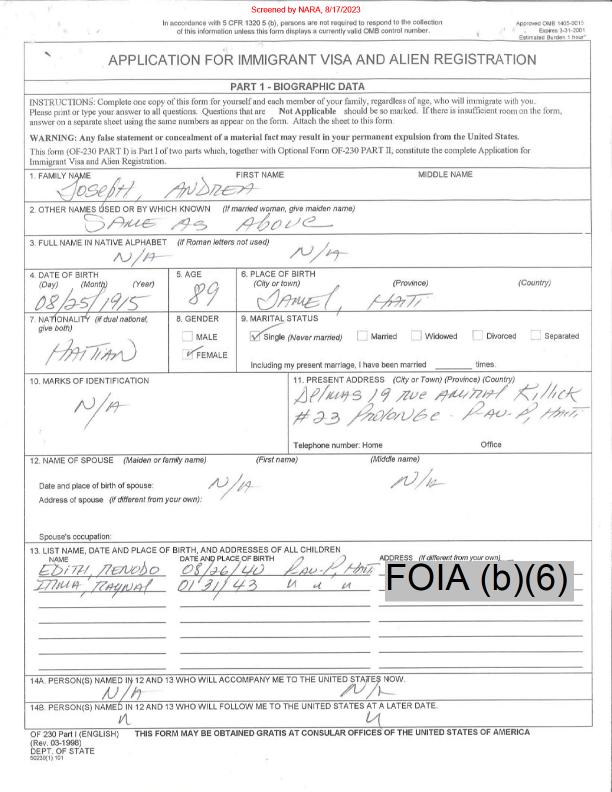 Screened by NARA, 8/17/2023
In accordance with 5 CFR 1320 5 (b), persons are not required to respond to the collection
of this information unless this form displays a currently valid OMB control number.
Approved OMB 1405-0015
Expires 3-31-2001
Estimated Burden 1 hour*
APPLICATION FOR IMMIGRANT VISA AND ALIEN REGISTRATION
PART 1 - BIOGRAPHIC DATA
INSTRUCTIONS: Complete one copy of this form for yourself and each member of your family, regardless of age, who will immigrate with you.
Please print or type your answers to all questions. Questions that are Not Applicable should be so marked. If there is insufficient room on the form,
answer on a separate sheet using the same numbers as appear on the form. Attach the sheet to this form.
WARNING: Any false statement or concealment of a material fact may result in your permanent expulsion from the United States.
This form (OF-230 PART I) is Part I of two parts which, together with Optional Form OF-230 PART II, constitute the complete Application for
Immigrant Visa and Alien Registration.
1. FAMILY NAME FIRST NAME MIDDLE NAME
JOSEPH, ANDREA
2. OTHER NAMES USED OR BY WHICH KNOWN (If married woman, give maiden name)
SAME AS ABOVE
3. FULL NAME IN NATIVE ALPHABET (if Roman letters not used)
N/A N/A
4. DATE OF BIRTH
(Day) (Month) (Year)
08/25/1915
5. AGE
89
6. PLACE OF BIRTH
(City or town) (Province) (Country)
JAMEL, HAITI
7. NATIONALITY (if dual national,
give both)
HAITIAN
8. GENDER
MALE
FEMALE
9. MARITAL STATUS
Single (Never married) Married Widowed Divorced Separated
Including my present marriage, I have been married times.
10. MARKS OF IDENTIFICATION
N/A
11. PRESENT ADDRESS (City or Town) (Province) (Country)
Delmas 19 rue Amiral Killick
#23 Prolonge - P-au-P, Haiti
Telephone number: Home Office
12. NAME OF SPOUSE (Maiden or family name) (First name) (Middle name)
Date and place of birth of spouse: N/A N/A
Address of spouse (if different from your own):
Spouse's occupation:
13. LIST NAME, DATE AND PLACE OF BIRTH, AND ADDRESSES OF ALL CHILDREN
NAME DATE AND PLACE OF BIRTH ADDRESS (If different from your own)
EDITH, 08/26/40 P-au-P, Haiti
01/31/43 " " "
FOIA (b)(6)
14A. PERSON(S) NAMED IN 12 AND 13 WHO WILL ACCOMPANY ME TO THE UNITED STATES NOW.
N/A N/A
14B. PERSON(S) NAMED IN 12 AND 13 WHO WILL FOLLOW ME TO THE UNITED STATES AT A LATER DATE.
" "
OF 230 Part I (ENGLISH) THIS FORM MAY BE OBTAINED GRATIS AT CONSULAR OFFICES OF THE UNITED STATES OF AMERICA
(Rev. 03-1998)
DEPT. OF STATE
50230(1) 101